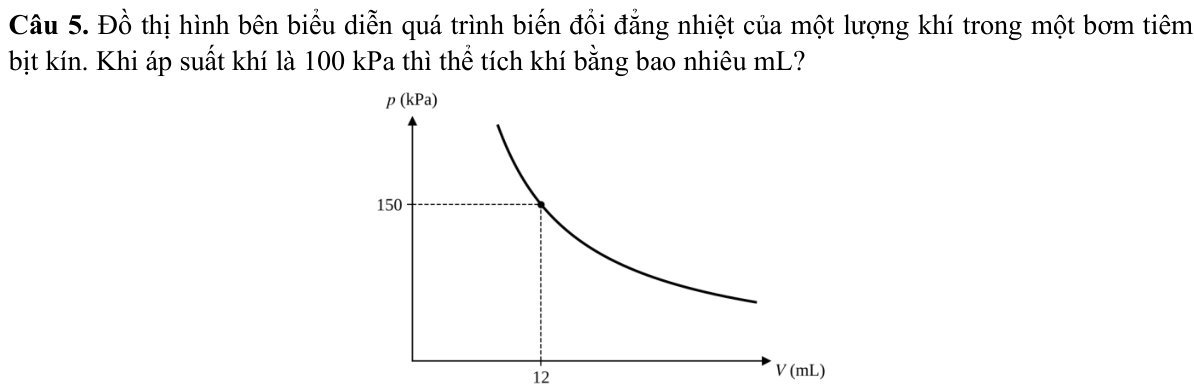 Câu 5. Đồ thị hình bên biểu diễn quá trình biến đổi đẳng nhiệt của một lượng khí trong một bơm tiêm
bịt kín. Khi áp suất khí là 100 kPa thì thể tích khí bằng bao nhiêu mL?
p (kPa)
150
12
V (mL)